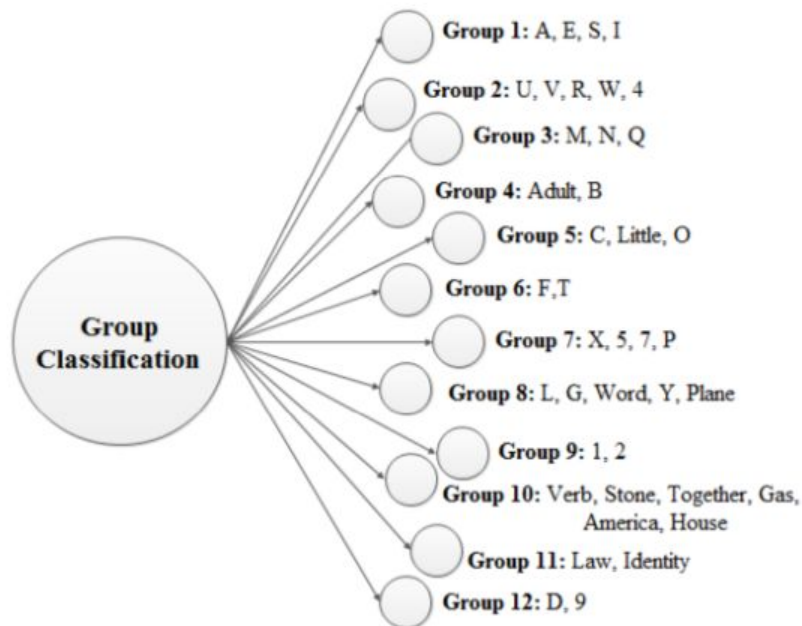 Group 1: A, E, S, I
Group 2: U, V, R, W, 4
Group 3: M, N, Q
Group 4: Adult, B
Group 5: C, Little, O
Group 6: F,T
Group
Classification
Group 7: X, 5, 7, P
Group 8: L, G, Word, Y, Plane
Group 9: 1, 2
Group 10: Verb, Stone, Together, Gas,
America, House
Group 11: Law, Identity
Group 12: D, 9